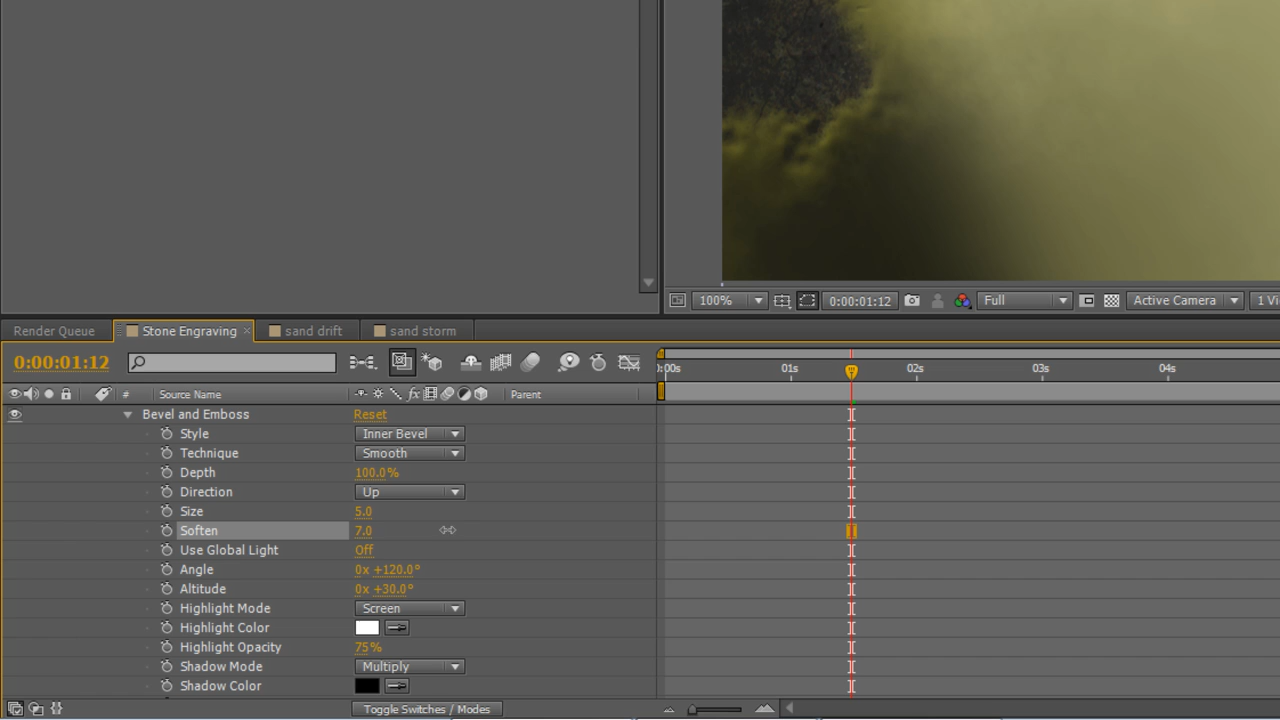 100%
0:00:01:12
Full
Active Camera
1 Vi
Render Queue
Stone Engraving
sand drift
sand storm
0:00:01:12
:00s 01s 02s 03s 04s
# Source Name fx Parent
Bevel and Emboss Reset
Style Inner Bevel
Technique Smooth
Depth 100.0%
Direction Up
Size 5.0
Soften 7.0
Use Global Light Off
Angle 0x +120.0°
Altitude 0x +30.0°
Highlight Mode Screen
Highlight Color
Highlight Opacity 75%
Shadow Mode Multiply
Shadow Color
Toggle Switches / Modes